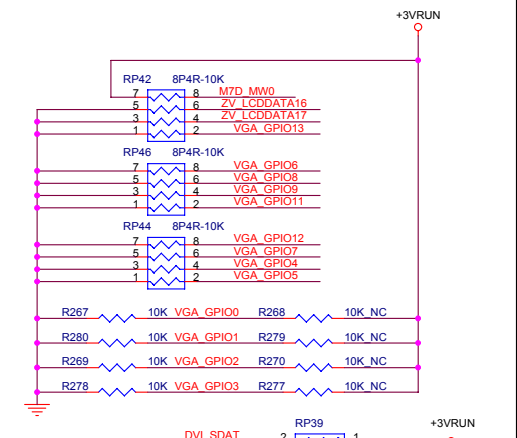 +3VRUN
RP42 8P4R-10K
7 8 M7D_MW0
5 6 ZV_LCDDATA16
3 4 ZV_LCDDATA17
1 2 VGA_GPIO13
RP46 8P4R-10K
7 8 VGA_GPIO6
5 6 VGA_GPIO8
3 4 VGA_GPIO9
1 2 VGA_GPIO11
RP44 8P4R-10K
7 8 VGA_GPIO12
5 6 VGA_GPIO7
3 4 VGA_GPIO4
1 2 VGA_GPIO5
R267 10K VGA_GPIO0 R268 10K_NC
R280 10K VGA_GPIO1 R279 10K_NC
R269 10K VGA_GPIO2 R270 10K_NC
R278 10K VGA_GPIO3 R277 10K_NC
RP39 +3VRUN
DVI_SDAT 2 1